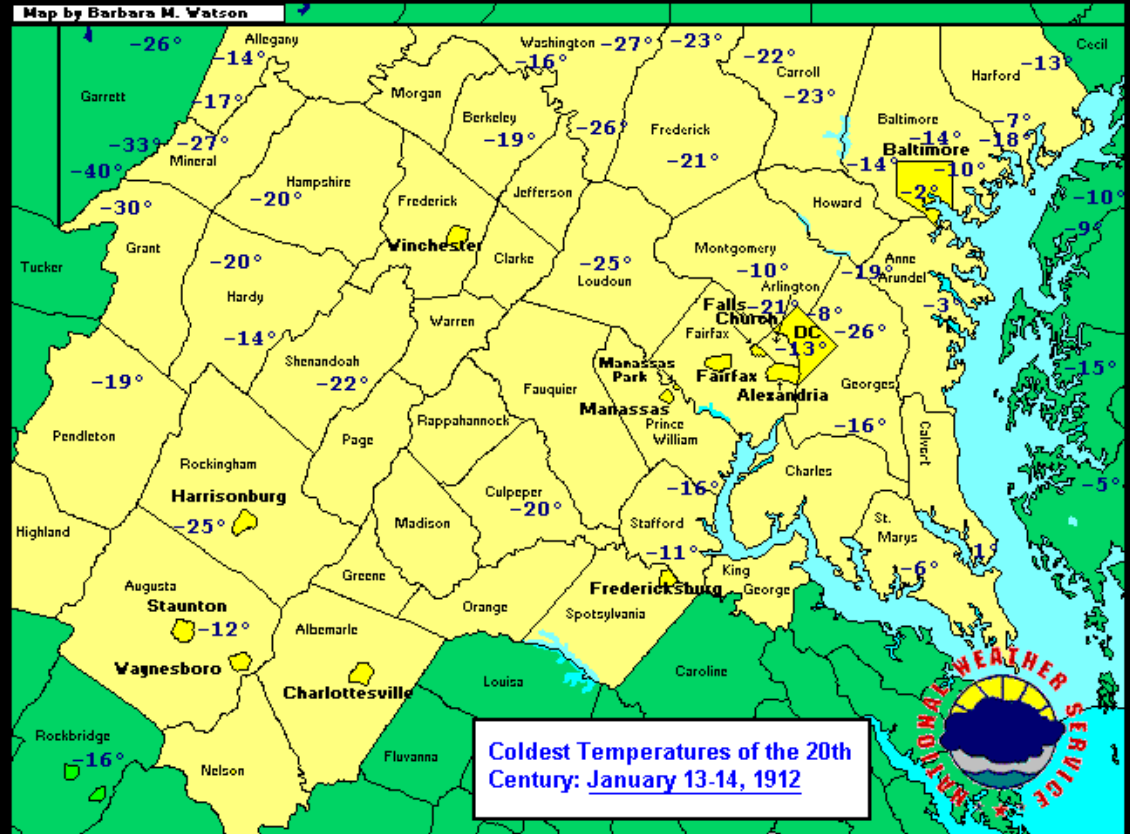 Map by Barbara M. Watson
Allegany
Washington -27° -23°
-26°
-14°
-16°
-22°
Carroll
Cecil
-13°
Harford
Garrett
-17°
Morgan
-23°
Berkeley
-19°
-26°
Frederick
Baltimore
-7°
-14° -18°
-33° -27°
Mineral
Baltimore
-40°
-21°
-14°
-10°
Hampshire
-20°
Jefferson
-2°
-10°
-30°
Frederick
Howard
-9°
Grant
Winchester
Montgomery
Clarke
Anne
Arundel
Tucker
-20°
-25°
Loudoun
-10°
-19°
Arlington
Hardy
Falls
Church
-21°
-8°
-3°
Warren
Fairfax
DC
-26°
-14°
-13°
Shenandoah
-22°
Manassas
Park
Fairfax
-15°
-19°
Fauquier
Georges
Alexandria
Manassas
Rappahannock
Prince
William
-16°
Pendleton
Page
Calvert
Rockingham
Charles
Harrisonburg
Culpeper
-20°
-16°
-5°
-25°
Madison
Stafford
St.
Marys
Highland
-11°
1°
-6°
Greene
King
George
Augusta
Fredericksburg
Staunton
-12°
Orange
Spotsylvania
Albemarle
Waynesboro
Caroline
Charlottesville
Louisa
NATIONAL WEATHER SERVICE
Rockbridge
-16°
Fluvanna
Nelson
Coldest Temperatures of the 20th
Century: January 13-14, 1912